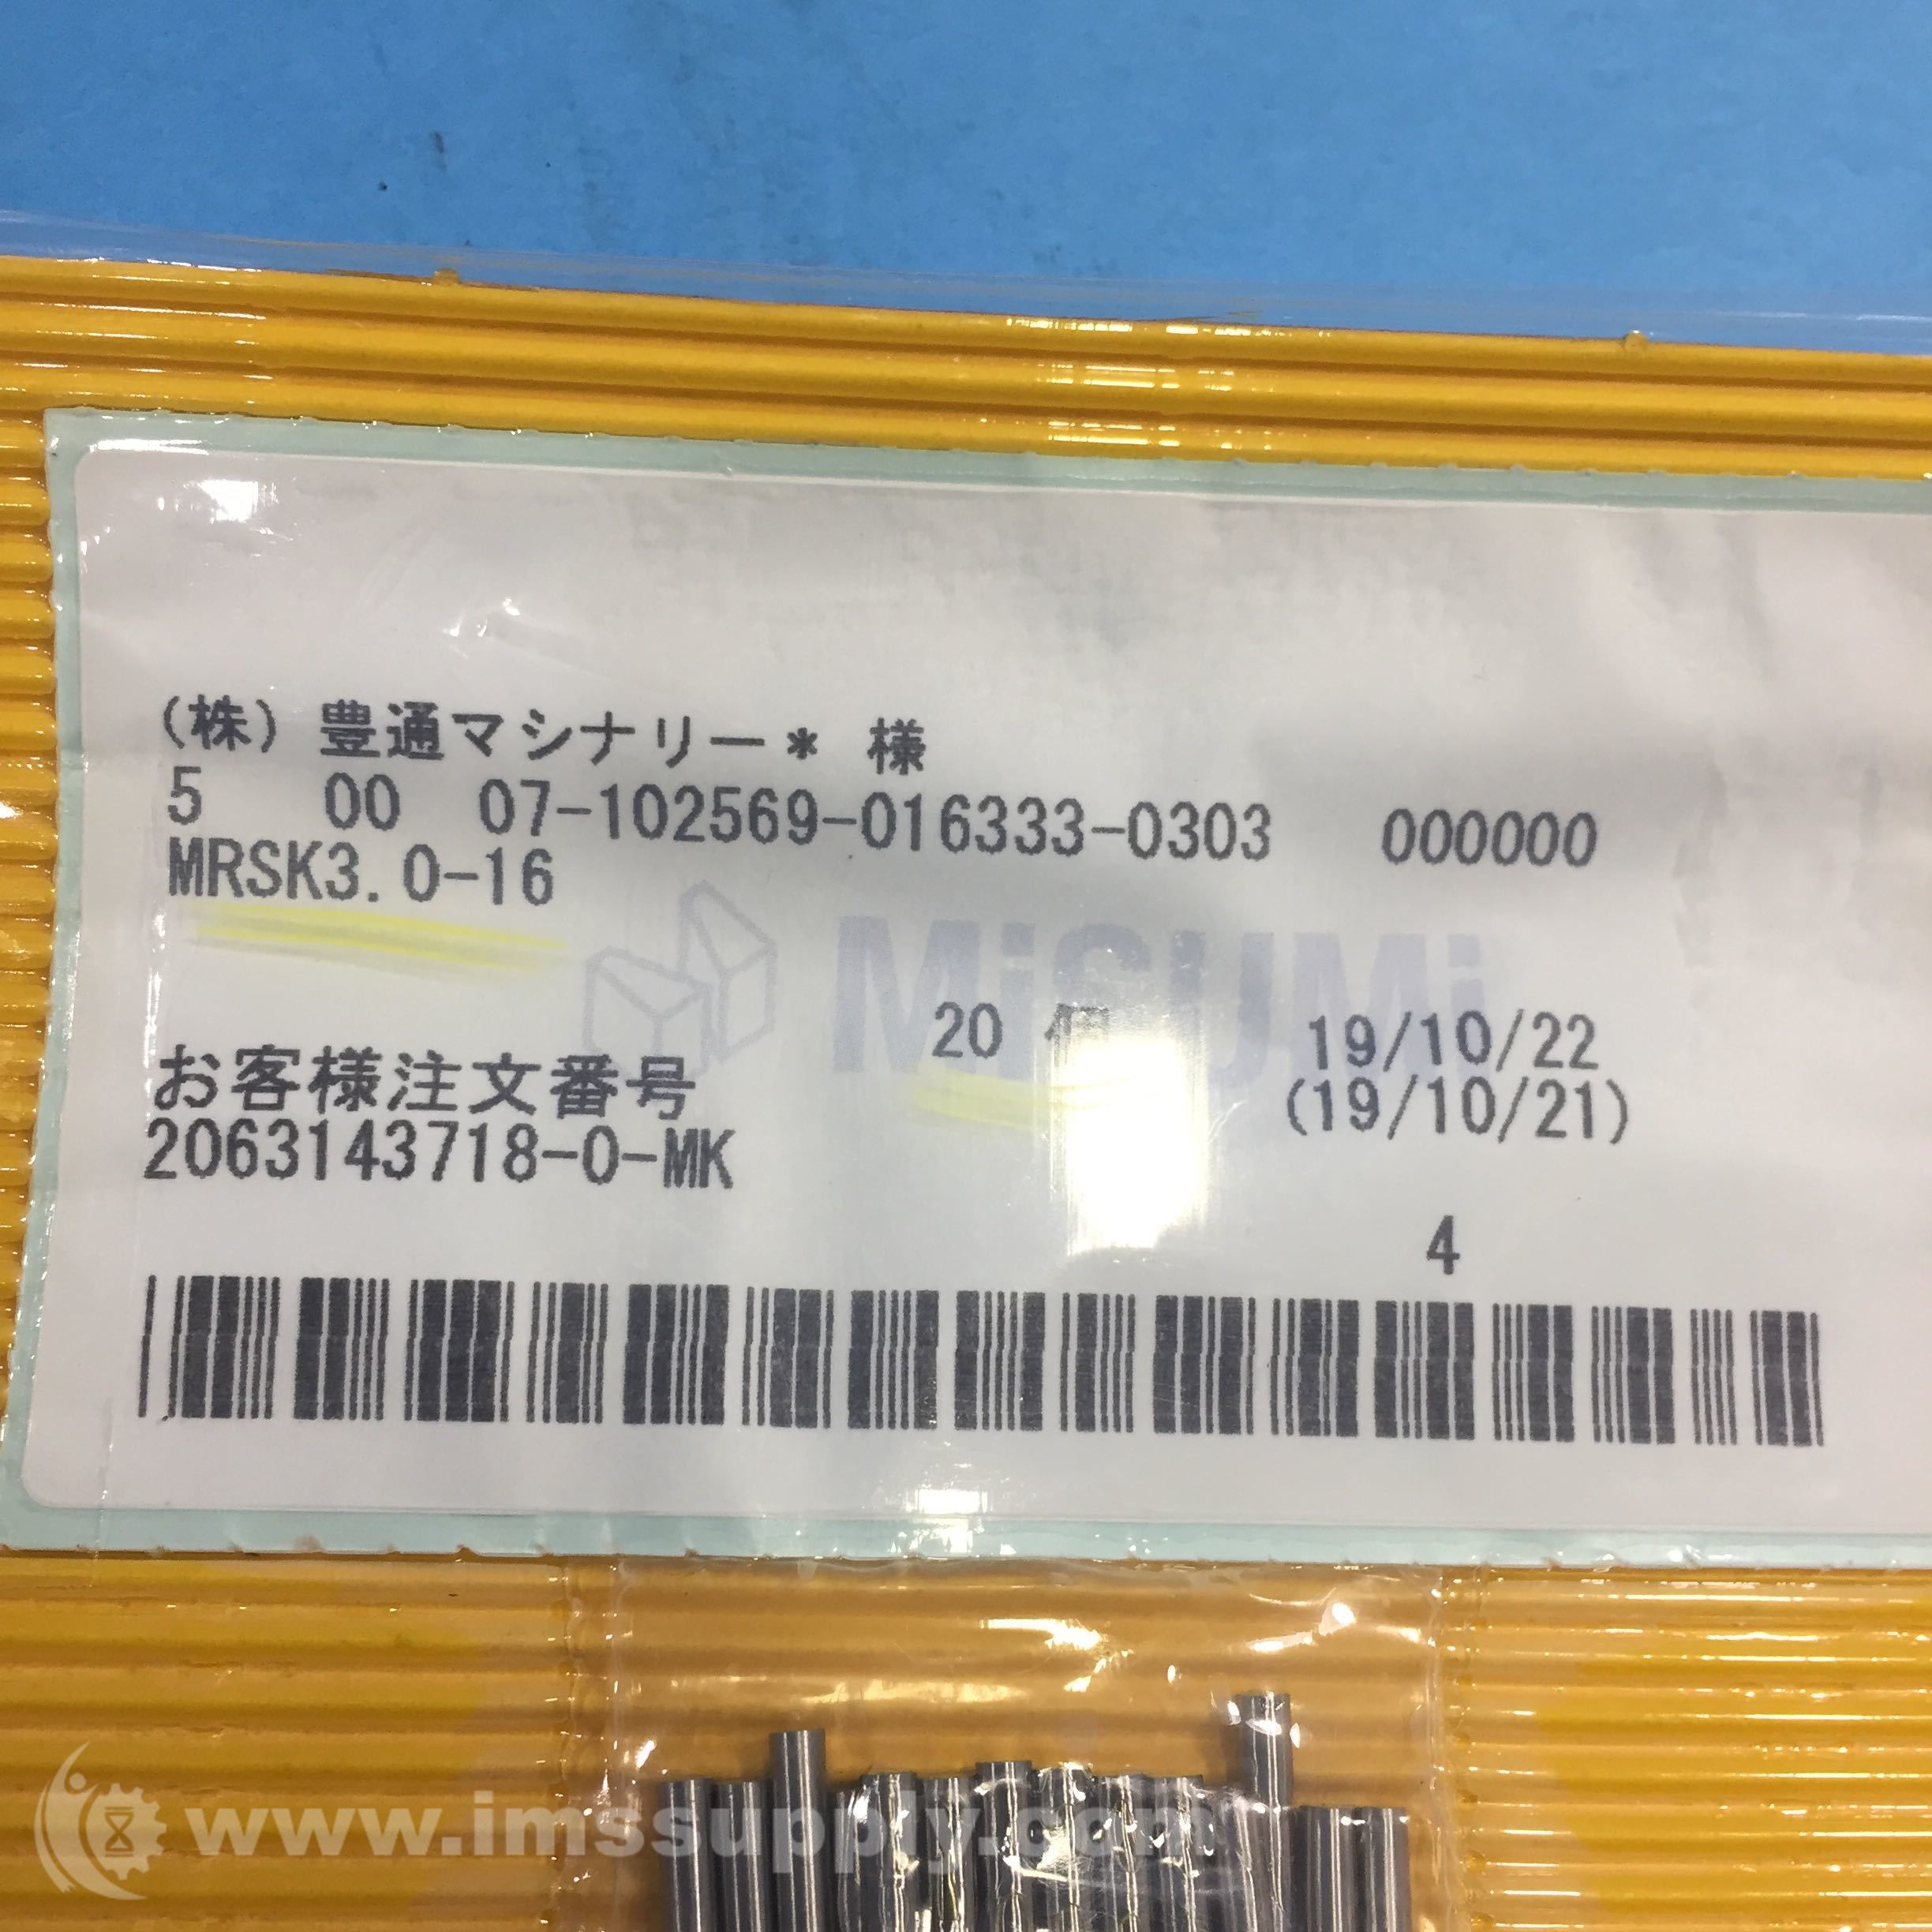 (株) 豊通マシナリー* 様
5 00 07-102569-016333-0303 000000
MRSK3.0-16
MiSUMi
20 個 19/10/22
お客様注文番号 (19/10/21)
2063143718-0-MK
4
www.imssupply.com